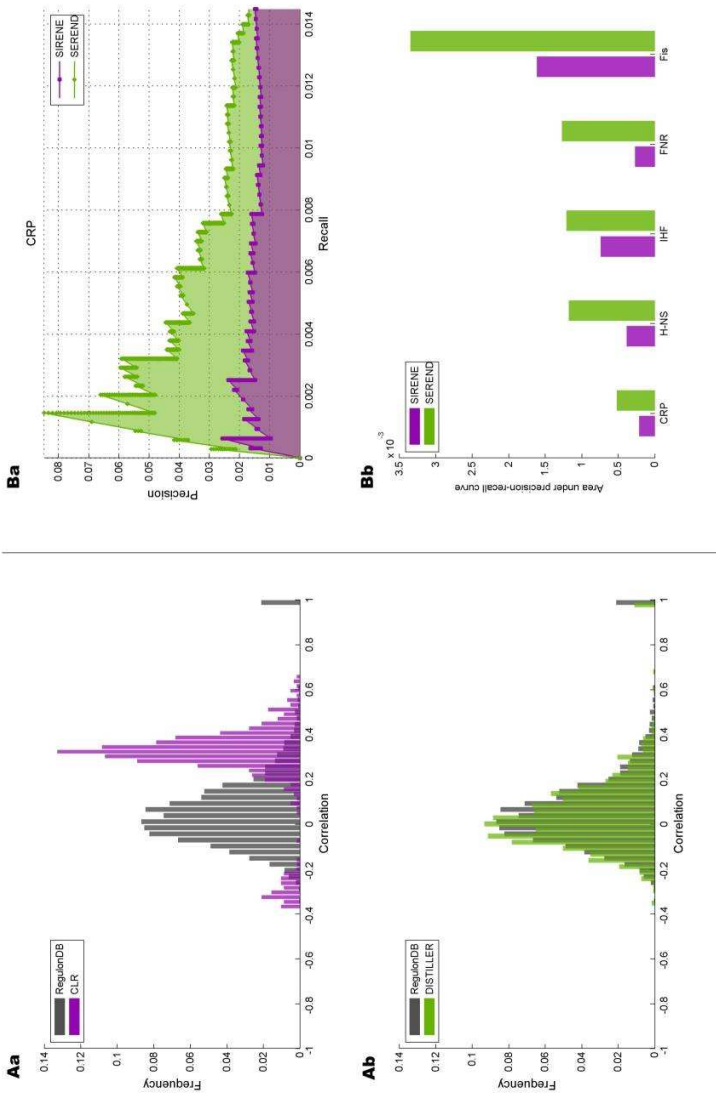 Aa
RegulonDB
CLR
0.14
0.12
0.1
0.08
0.06
0.04
0.02
Frequency
-1
-0.8
-0.6
-0.4
-0.2
0
0.2
0.4
0.6
0.8
1
Correlation
Ba
CRP
SIRENE
SEREND
0.08
0.07
0.06
0.05
0.04
0.03
0.02
0.01
0
Precision
0
0.002
0.004
0.006
0.008
0.01
0.012
0.014
Recall
Ab
RegulonDB
DISTILLER
0.14
0.12
0.1
0.08
0.06
0.04
0.02
Frequency
-1
-0.8
-0.6
-0.4
-0.2
0
0.2
0.4
0.6
0.8
1
Correlation
Bb
x 10⁻³
SIRENE
SEREND
3.5
3
2.5
2
1.5
1
0.5
0
Area under precision-recall curve
CRP
H-NS
IHF
FNR
Fis